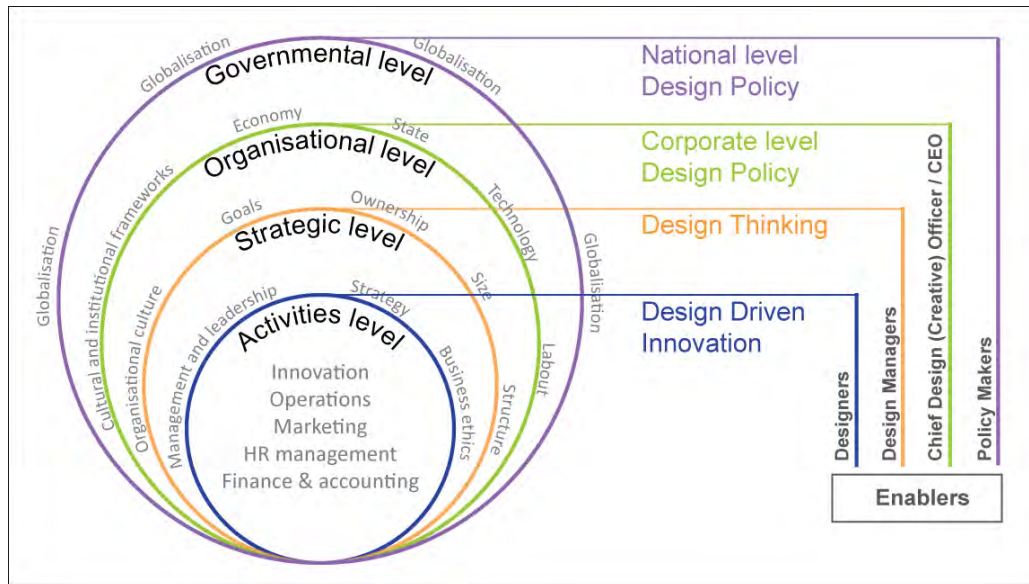 Globalisation
Globalisation
Governmental level
Globalisation
Globalisation
Economy
State
Organisational level
Cultural and institutional frameworks
Technology
Labout
Goals
Ownership
Strategic level
Organisational culture
Size
Structure
Management and leadership
Strategy
Activities level
Business ethics
Innovation
Operations
Marketing
HR management
Finance & accounting
National level
Design Policy
Corporate level
Design Policy
Design Thinking
Design Driven
Innovation
Designers
Design Managers
Chief Design (Creative) Officer / CEO
Policy Makers
Enablers